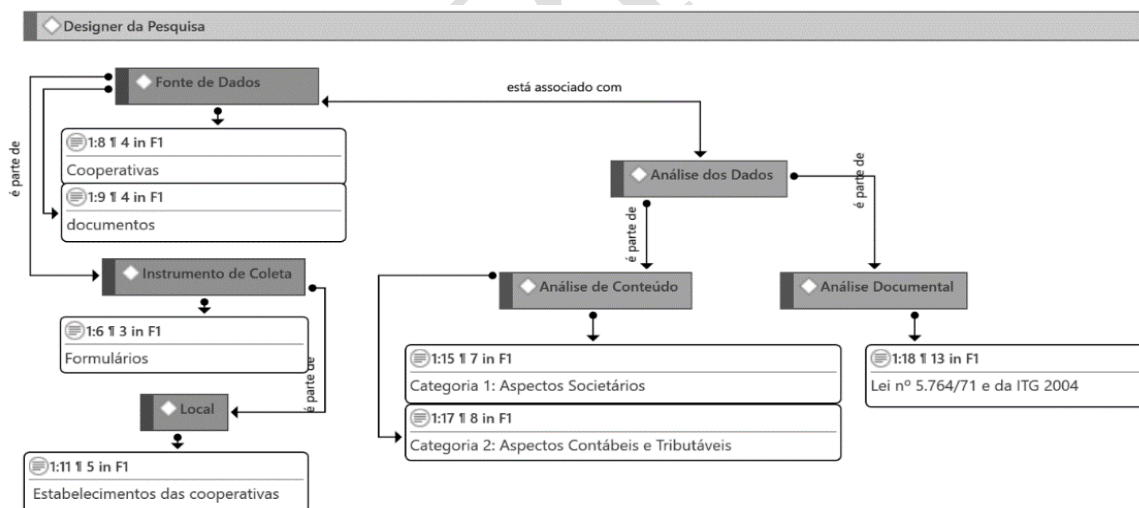 Designer da Pesquisa
Fonte de Dados
está associado com
é parte de
1:8 ¶ 4 in F1
Cooperativas
1:9 ¶ 4 in F1
documentos
Análise dos Dados
é parte de
é parte de
Instrumento de Coleta
Análise de Conteúdo
Análise Documental
1:6 ¶ 3 in F1
Formulários
é parte de
1:15 ¶ 7 in F1
Categoria 1: Aspectos Societários
1:18 ¶ 13 in F1
Lei nº 5.764/71 e da ITG 2004
Local
1:17 ¶ 8 in F1
Categoria 2: Aspectos Contábeis e Tributáveis
1:11 ¶ 5 in F1
Estabelecimentos das cooperativas